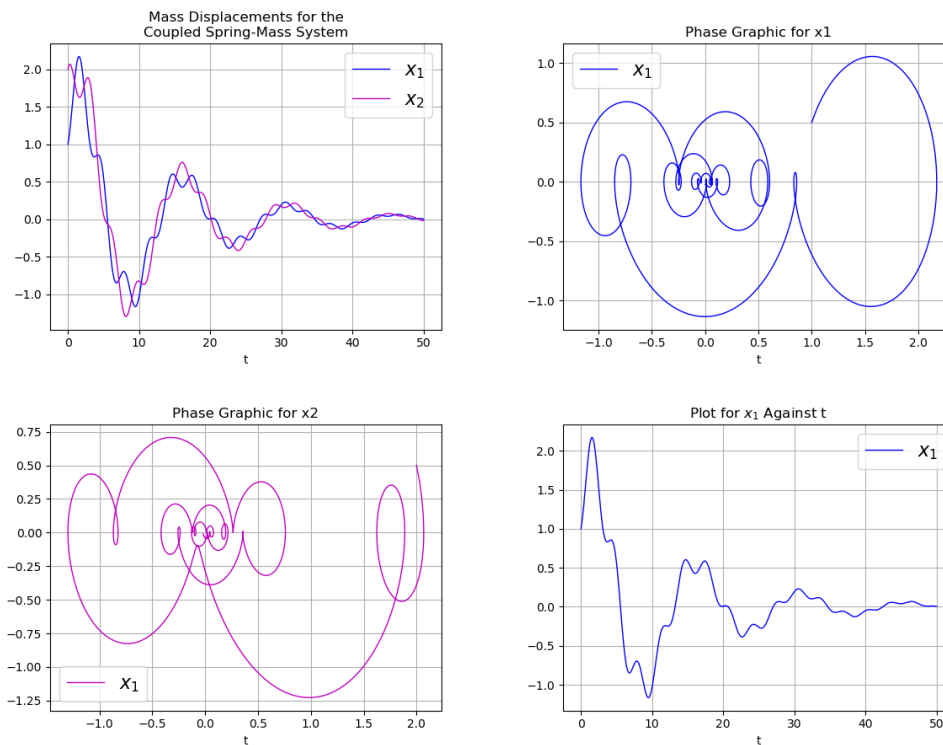 Mass Displacements for the
Coupled Spring-Mass System
2.0
1.5
1.0
0.5
0.0
−0.5
−1.0
x₁
x₂
0 10 20 30 40 50
t
Phase Graphic for x1
1.0
0.5
0.0
−0.5
−1.0
x₁
−1.0 −0.5 0.0 0.5 1.0 1.5 2.0
t
Phase Graphic for x2
0.75
0.50
0.25
0.00
−0.25
−0.50
−0.75
−1.00
−1.25
x₁
−1.0 −0.5 0.0 0.5 1.0 1.5 2.0
t
Plot for x₁ Against t
2.0
1.5
1.0
0.5
0.0
−0.5
−1.0
x₁
0 10 20 30 40 50
t